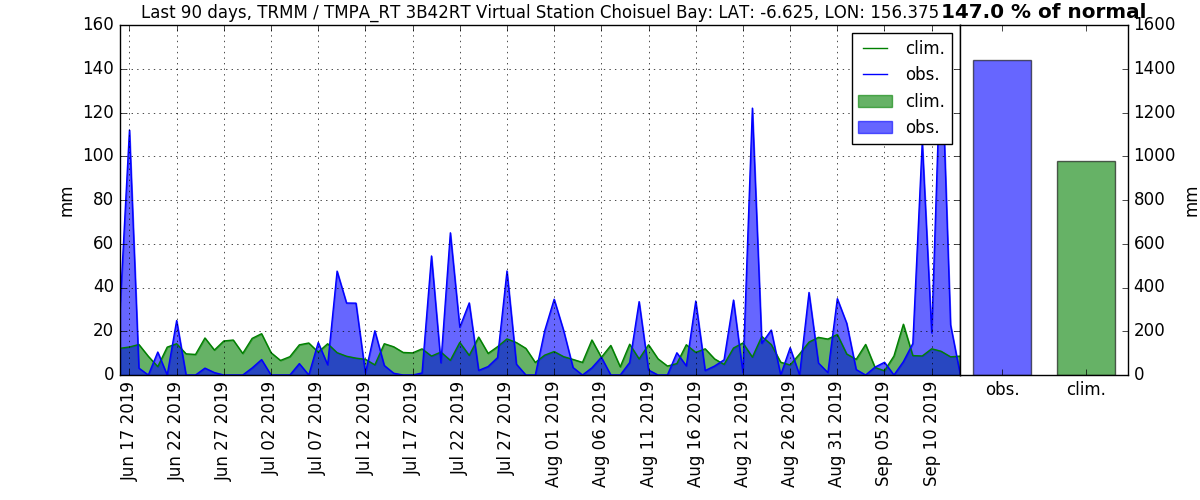 Last 90 days, TRMM / TMPA_RT 3B42RT Virtual Station Choisuel Bay: LAT: -6.625, LON: 156.375
147.0 % of normal
160
140
120
100
80
60
40
20
0
mm
clim.
obs.
clim.
obs.
1600
1400
1200
1000
800
600
400
200
0
mm
Jun 17 2019
Jun 22 2019
Jun 27 2019
Jul 02 2019
Jul 07 2019
Jul 12 2019
Jul 17 2019
Jul 22 2019
Jul 27 2019
Aug 01 2019
Aug 06 2019
Aug 11 2019
Aug 16 2019
Aug 21 2019
Aug 26 2019
Aug 31 2019
Sep 05 2019
Sep 10 2019
obs.
clim.